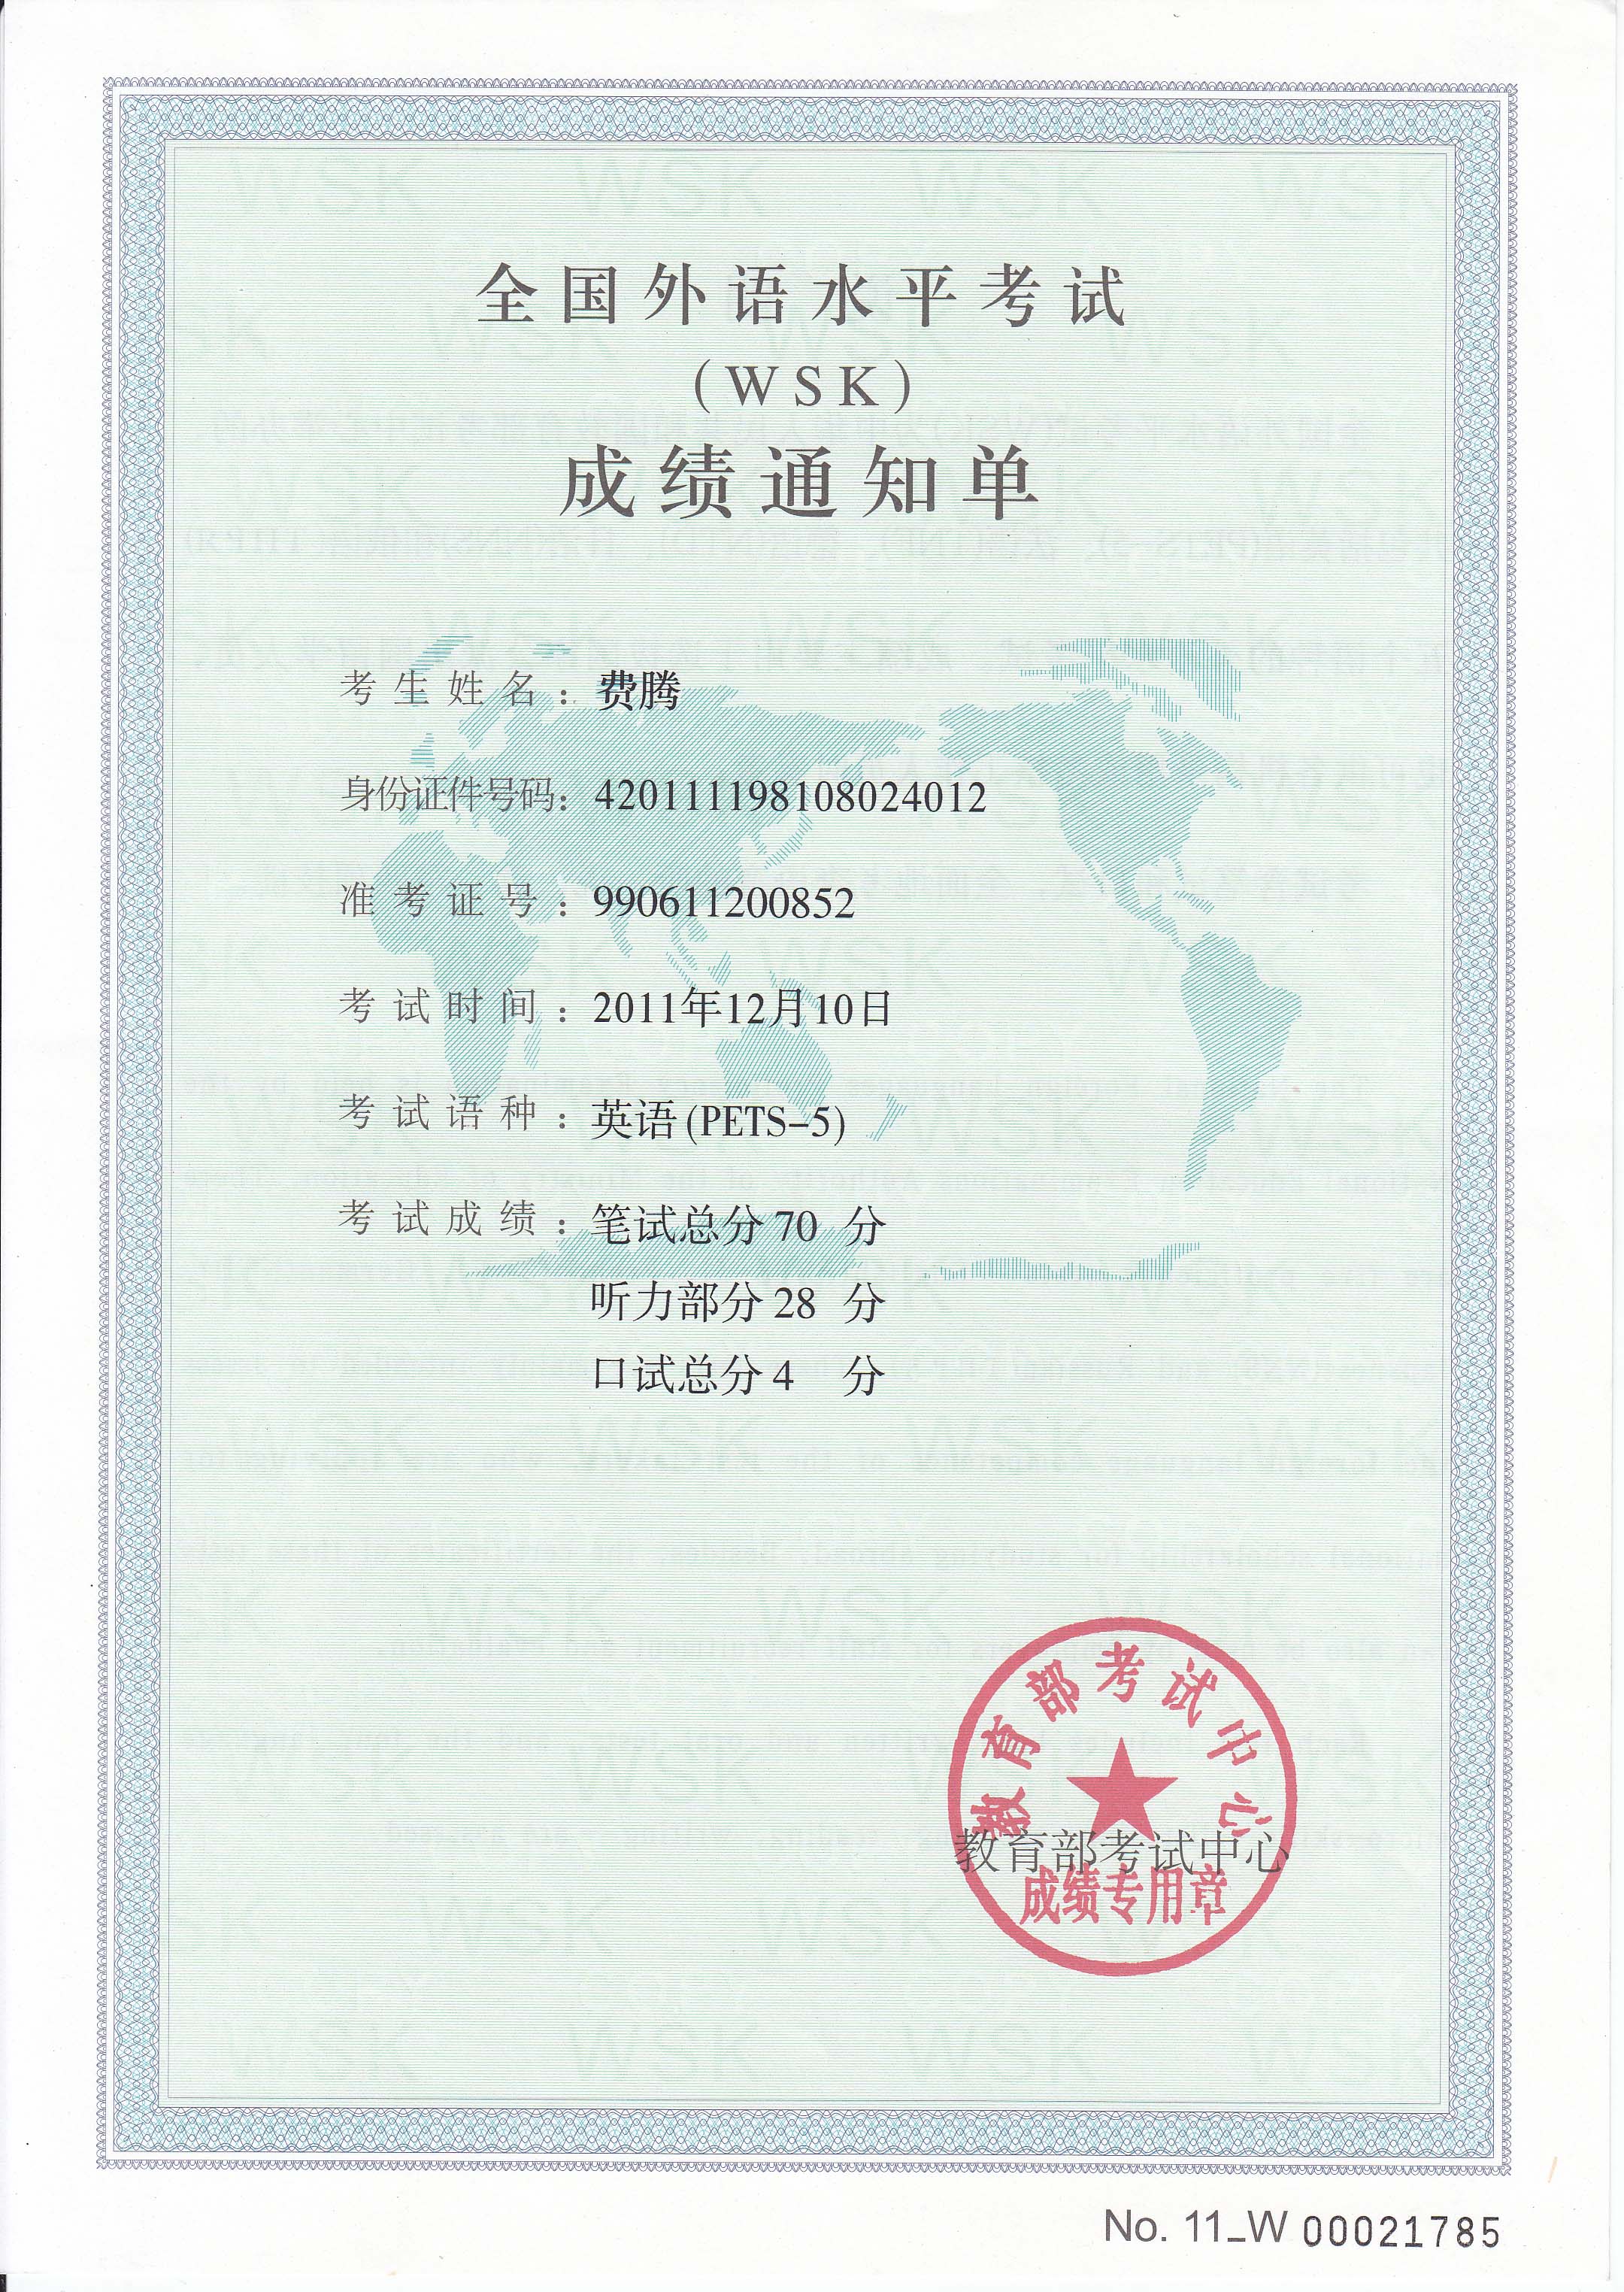 全国外语水平考试
(WSK)
成绩通知单
考生姓名：费腾
身份证件号码：420111198108024012
准考证号：990611200852
考试时间：2011年12月10日
考试语种：英语(PETS-5)
考试成绩：笔试总分 70 分
听力部分 28 分
口试总分 4 分
教育部考试中心
教育部考试中心
成绩专用章
No. 11_W 00021785